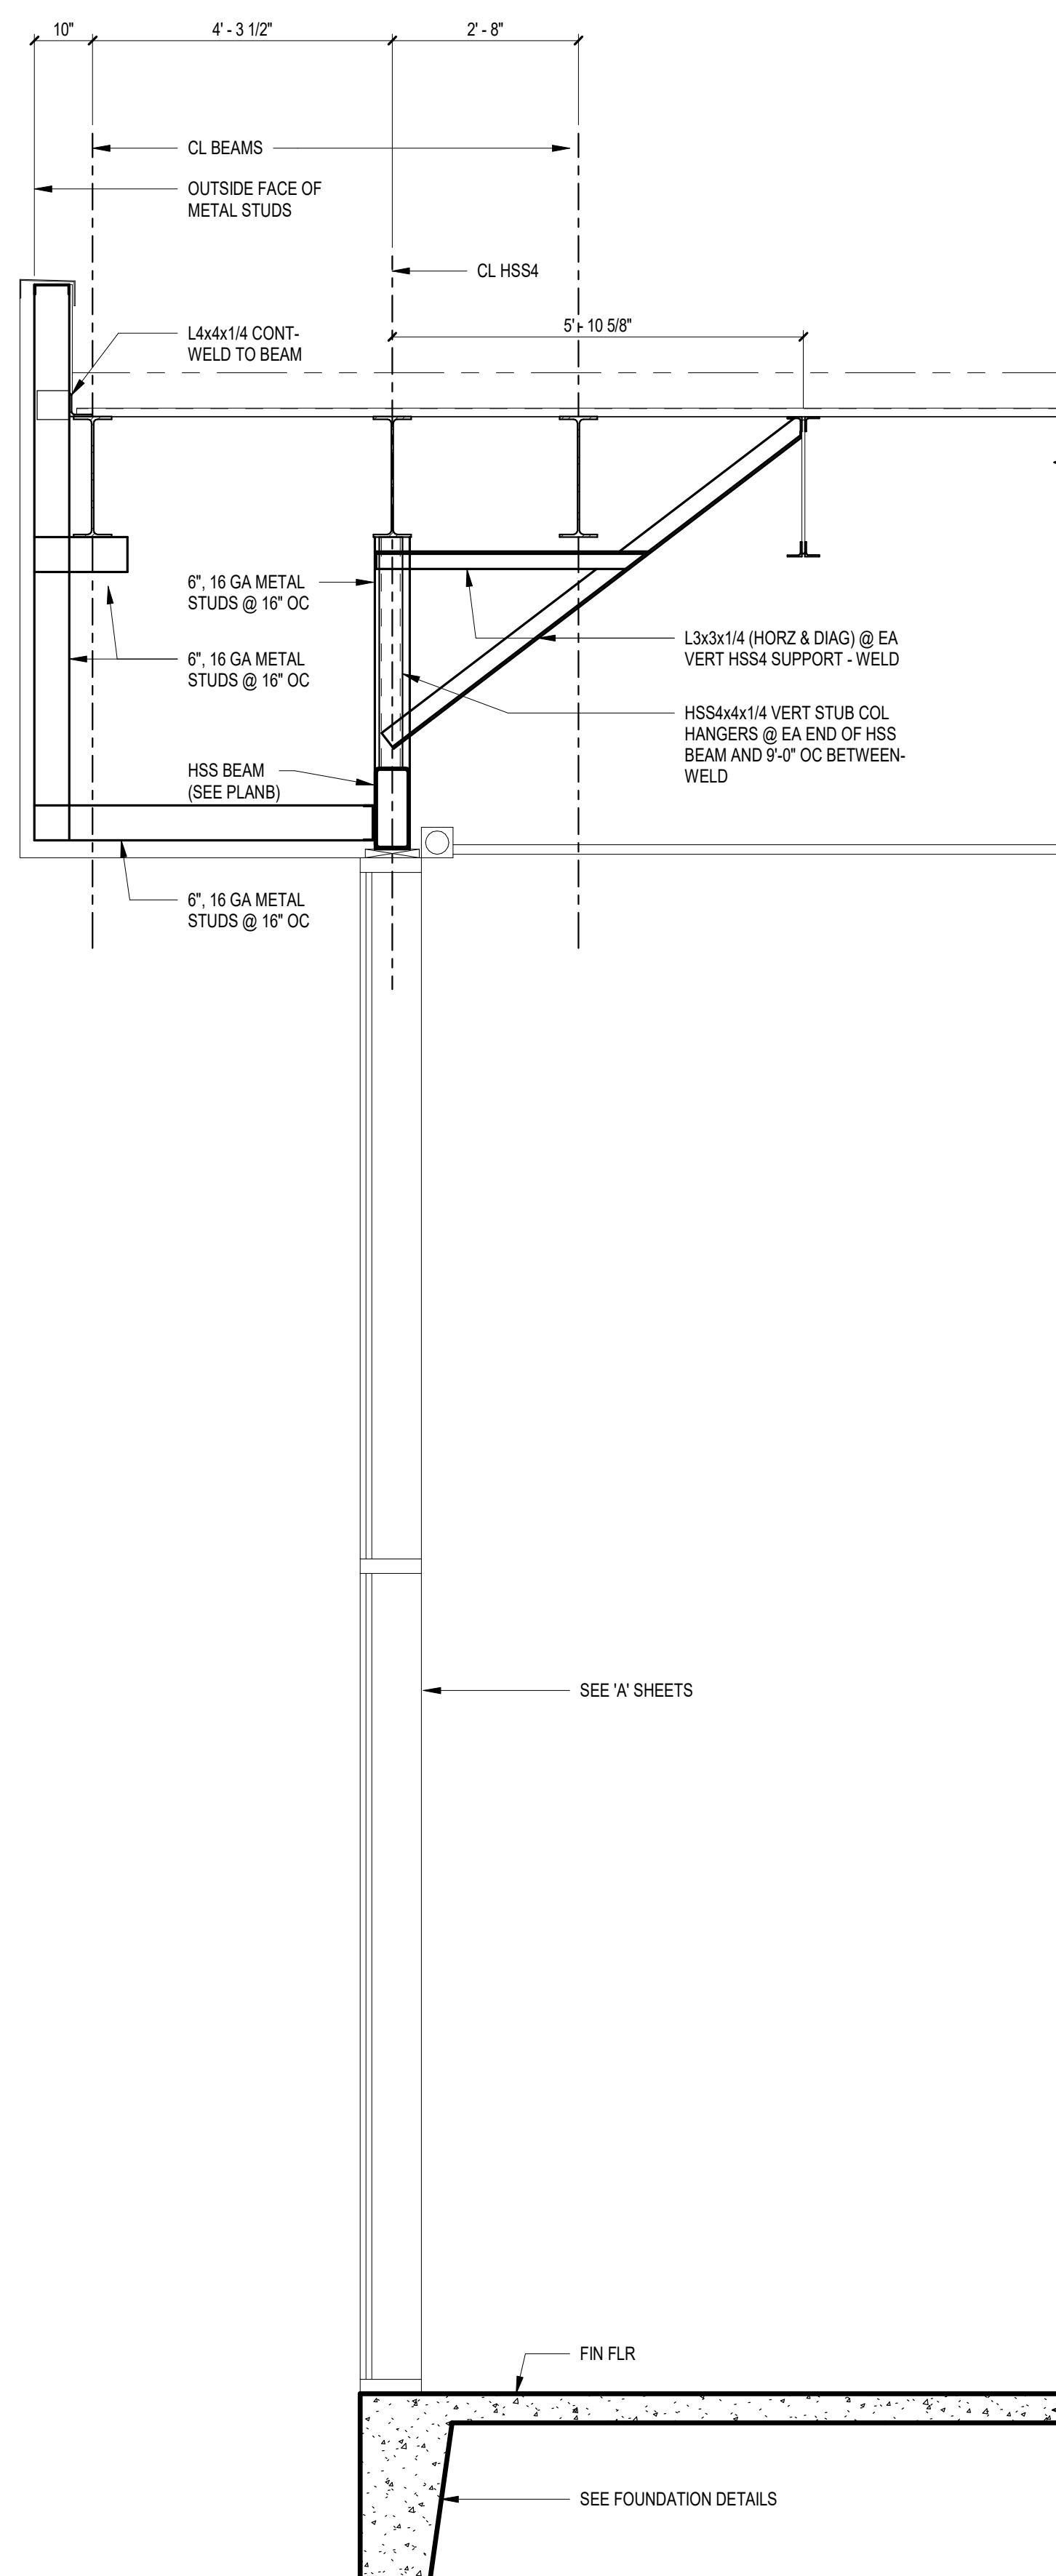 10"
4' - 3 1/2"
2' - 8"
CL BEAMS
OUTSIDE FACE OF
METAL STUDS
CL HSS4
5' - 10 5/8"
L4x4x1/4 CONT-
WELD TO BEAM
6", 16 GA METAL
STUDS @ 16" OC
L3x3x1/4 (HORZ & DIAG) @ EA
VERT HSS4 SUPPORT - WELD
6", 16 GA METAL
STUDS @ 16" OC
HSS4x4x1/4 VERT STUB COL
HANGERS @ EA END OF HSS
BEAM AND 9'-0" OC BETWEEN-
WELD
HSS BEAM
(SEE PLANB)
6", 16 GA METAL
STUDS @ 16" OC
SEE 'A' SHEETS
FIN FLR
SEE FOUNDATION DETAILS